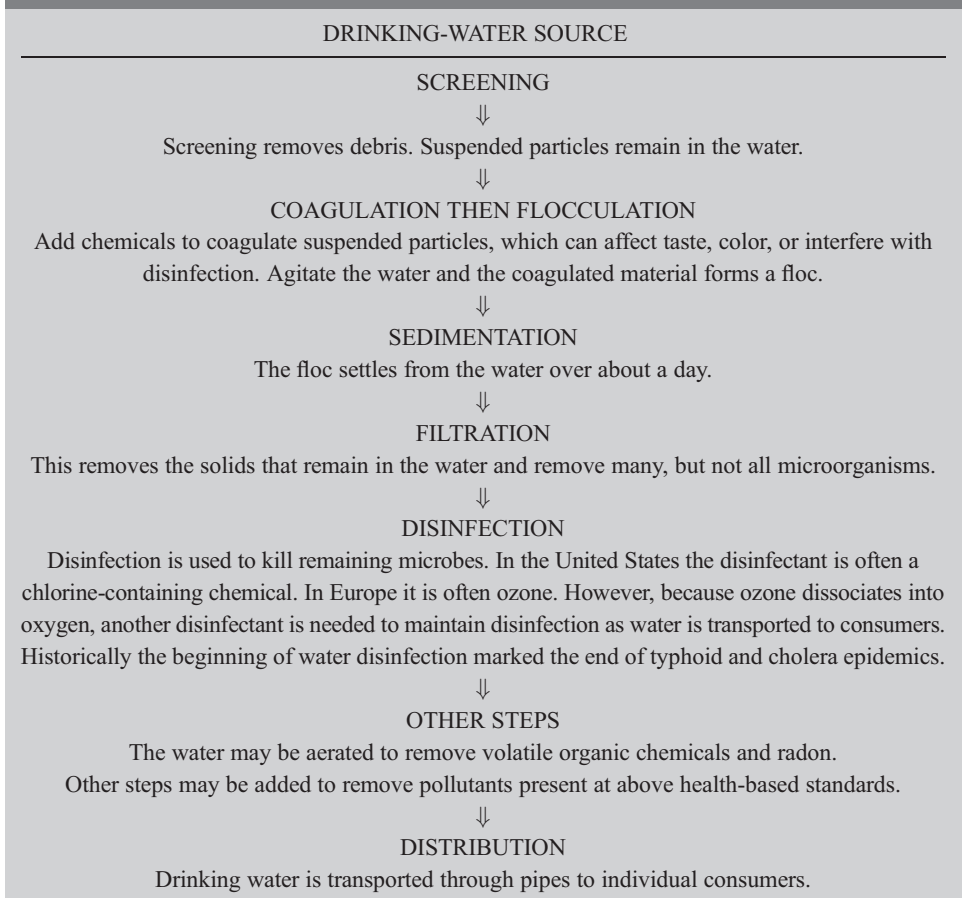 DRINKING-WATER SOURCE
SCREENING
⇓
Screening removes debris. Suspended particles remain in the water.
⇓
COAGULATION THEN FLOCCULATION
Add chemicals to coagulate suspended particles, which can affect taste, color, or interfere with
disinfection. Agitate the water and the coagulated material forms a floc.
⇓
SEDIMENTATION
The floc settles from the water over about a day.
⇓
FILTRATION
This removes the solids that remain in the water and remove many, but not all microorganisms.
⇓
DISINFECTION
Disinfection is used to kill remaining microbes. In the United States the disinfectant is often a
chlorine-containing chemical. In Europe it is often ozone. However, because ozone dissociates into
oxygen, another disinfectant is needed to maintain disinfection as water is transported to consumers.
Historically the beginning of water disinfection marked the end of typhoid and cholera epidemics.
⇓
OTHER STEPS
The water may be aerated to remove volatile organic chemicals and radon.
Other steps may be added to remove pollutants present at above health-based standards.
⇓
DISTRIBUTION
Drinking water is transported through pipes to individual consumers.